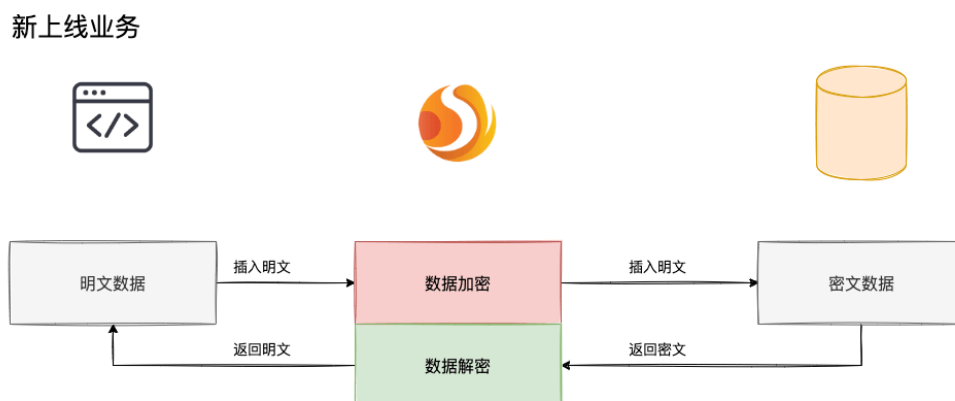 新上线业务
插入明文
插入明文
明文数据
数据加密
密文数据
返回明文
返回密文
数据解密